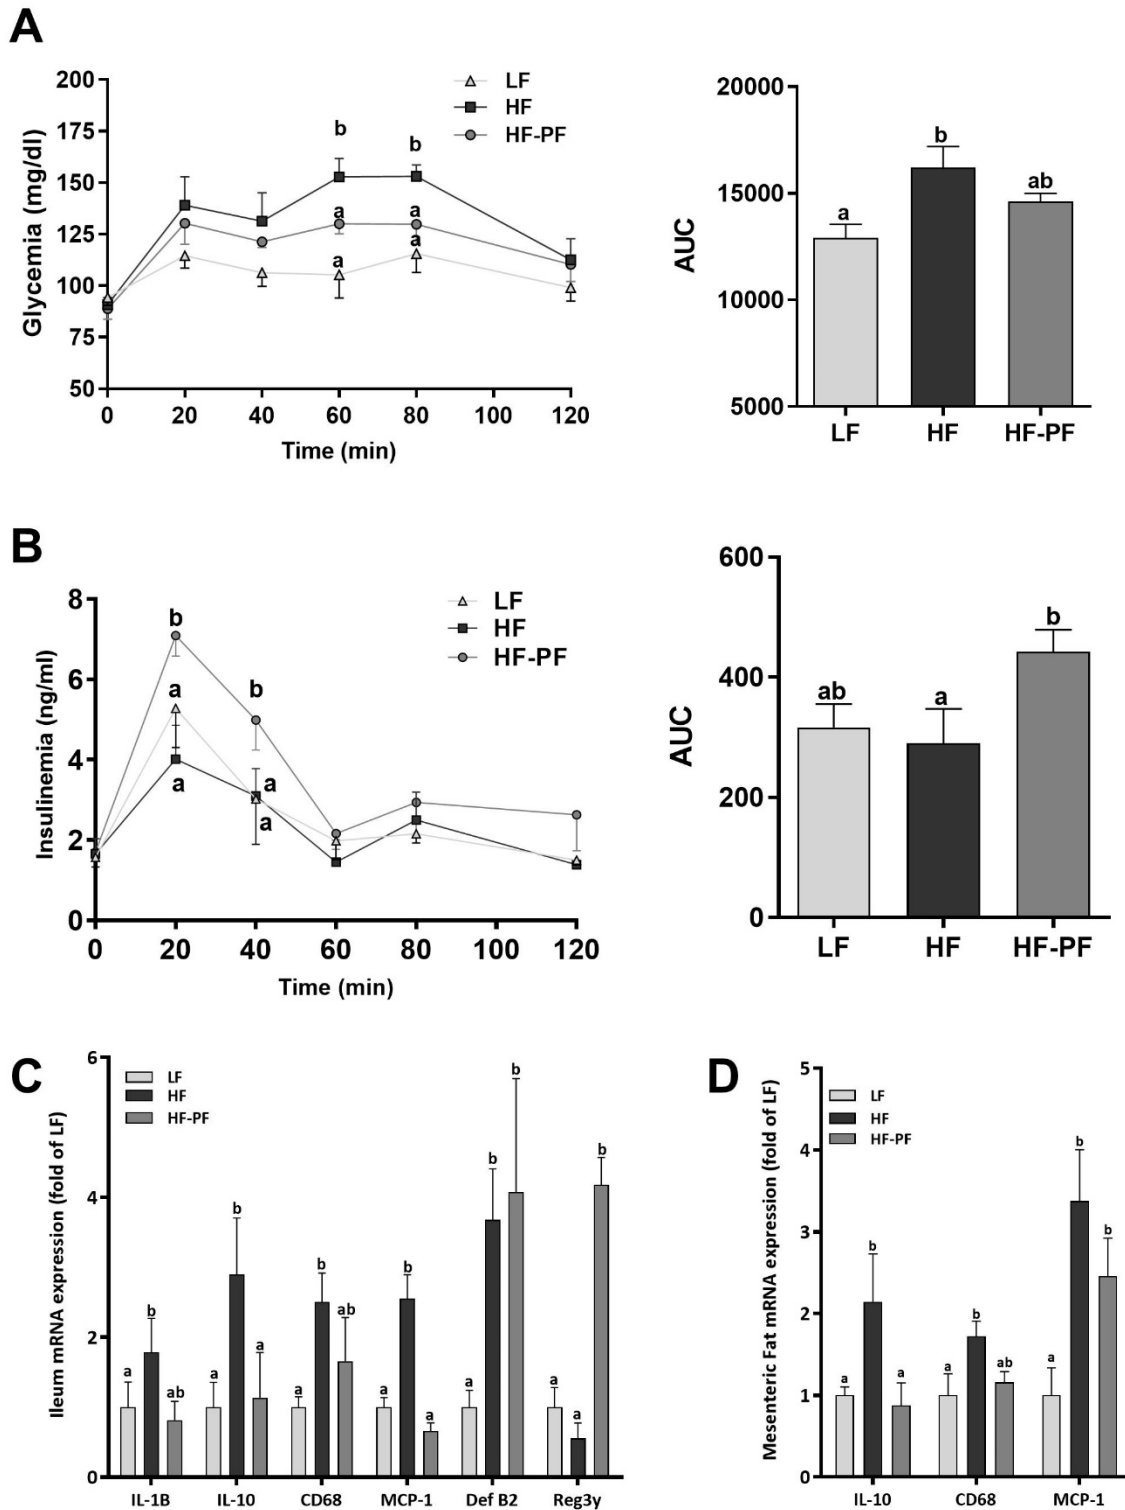 A
200
175
150
125
100
75
50
Glycemia (mg/dl)
0 20 40 60 80 100 120
Time (min)
LF
HF
HF-PF
b b
a a
a a
20000
15000
10000
5000
AUC
a b ab
LF HF HF-PF
B
8
6
4
2
0
Insulinemia (ng/ml)
0 20 40 60 80 100 120
Time (min)
LF
HF
HF-PF
b
a b
a a
a
600
400
200
0
AUC
ab a b
LF HF HF-PF
C
6
4
2
0
Ileum mRNA expression (fold of LF)
LF
HF
HF-PF
a b ab a b a a b ab a b a a b b a a b
IL-1B IL-10 CD68 MCP-1 Def B2 Reg3y
D
5
4
3
2
1
0
Mesenteric Fat mRNA expression (fold of LF)
LF
HF
HF-PF
a b a a b ab a b b
IL-10 CD68 MCP-1